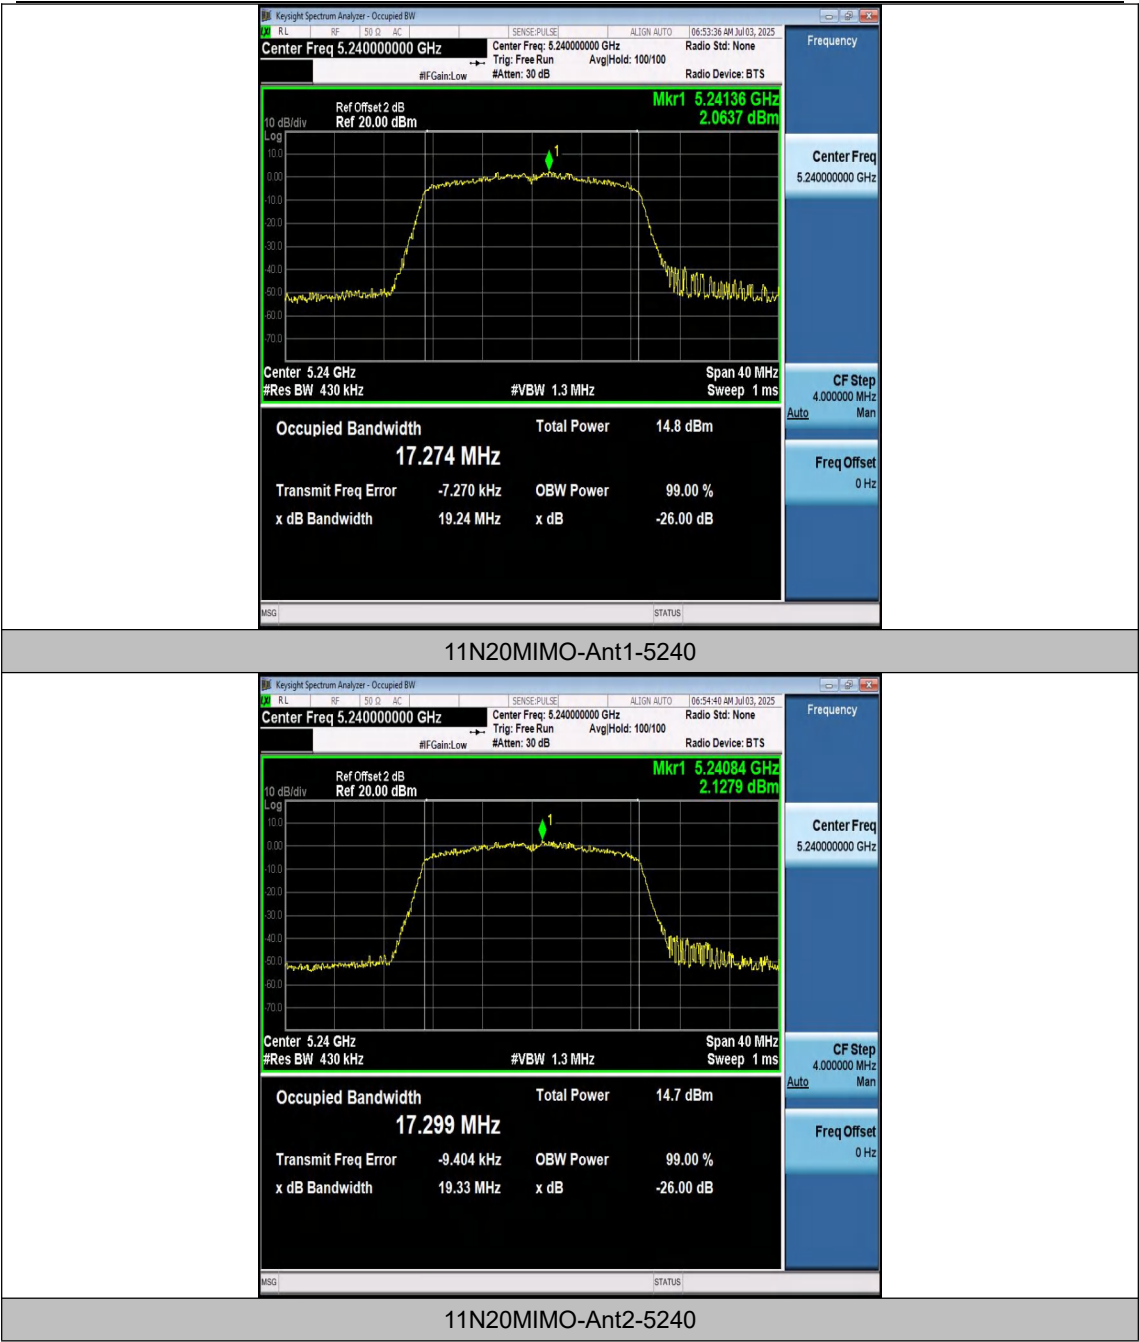 Keysight Spectrum Analyzer - Occupied BW
RL RF 50 Ω AC SENSE:PULSE ALIGN AUTO 06:53:36 AM Jul 03, 2025
Center Freq 5.240000000 GHz Center Freq: 5.240000000 GHz Radio Std: None Frequency
Trig: Free Run Avg|Hold: 100/100
#IFGain:Low #Atten: 30 dB Radio Device: BTS
Mkr1 5.24136 GHz
2.0637 dBm
Ref Offset 2 dB
10 dB/div Ref 20.00 dBm
Log
10.0
0.00
-10.0
-20.0
-30.0
-40.0
-50.0
-60.0
-70.0
1
Center Freq
5.240000000 GHz
Center 5.24 GHz Span 40 MHz
#Res BW 430 kHz #VBW 1.3 MHz Sweep 1 ms
CF Step
4.000000 MHz
Auto Man
Occupied Bandwidth Total Power 14.8 dBm
17.274 MHz
Transmit Freq Error -7.270 kHz OBW Power 99.00 %
x dB Bandwidth 19.24 MHz x dB -26.00 dB
Freq Offset
0 Hz
MSG STATUS
11N20MIMO-Ant1-5240
Keysight Spectrum Analyzer - Occupied BW
RL RF 50 Ω AC SENSE:PULSE ALIGN AUTO 06:54:40 AM Jul 03, 2025
Center Freq 5.240000000 GHz Center Freq: 5.240000000 GHz Radio Std: None Frequency
Trig: Free Run Avg|Hold: 100/100
#IFGain:Low #Atten: 30 dB Radio Device: BTS
Mkr1 5.24084 GHz
2.1279 dBm
Ref Offset 2 dB
10 dB/div Ref 20.00 dBm
Log
10.0
0.00
-10.0
-20.0
-30.0
-40.0
-50.0
-60.0
-70.0
1
Center Freq
5.240000000 GHz
Center 5.24 GHz Span 40 MHz
#Res BW 430 kHz #VBW 1.3 MHz Sweep 1 ms
CF Step
4.000000 MHz
Auto Man
Occupied Bandwidth Total Power 14.7 dBm
17.299 MHz
Transmit Freq Error -9.404 kHz OBW Power 99.00 %
x dB Bandwidth 19.33 MHz x dB -26.00 dB
Freq Offset
0 Hz
MSG STATUS
11N20MIMO-Ant2-5240